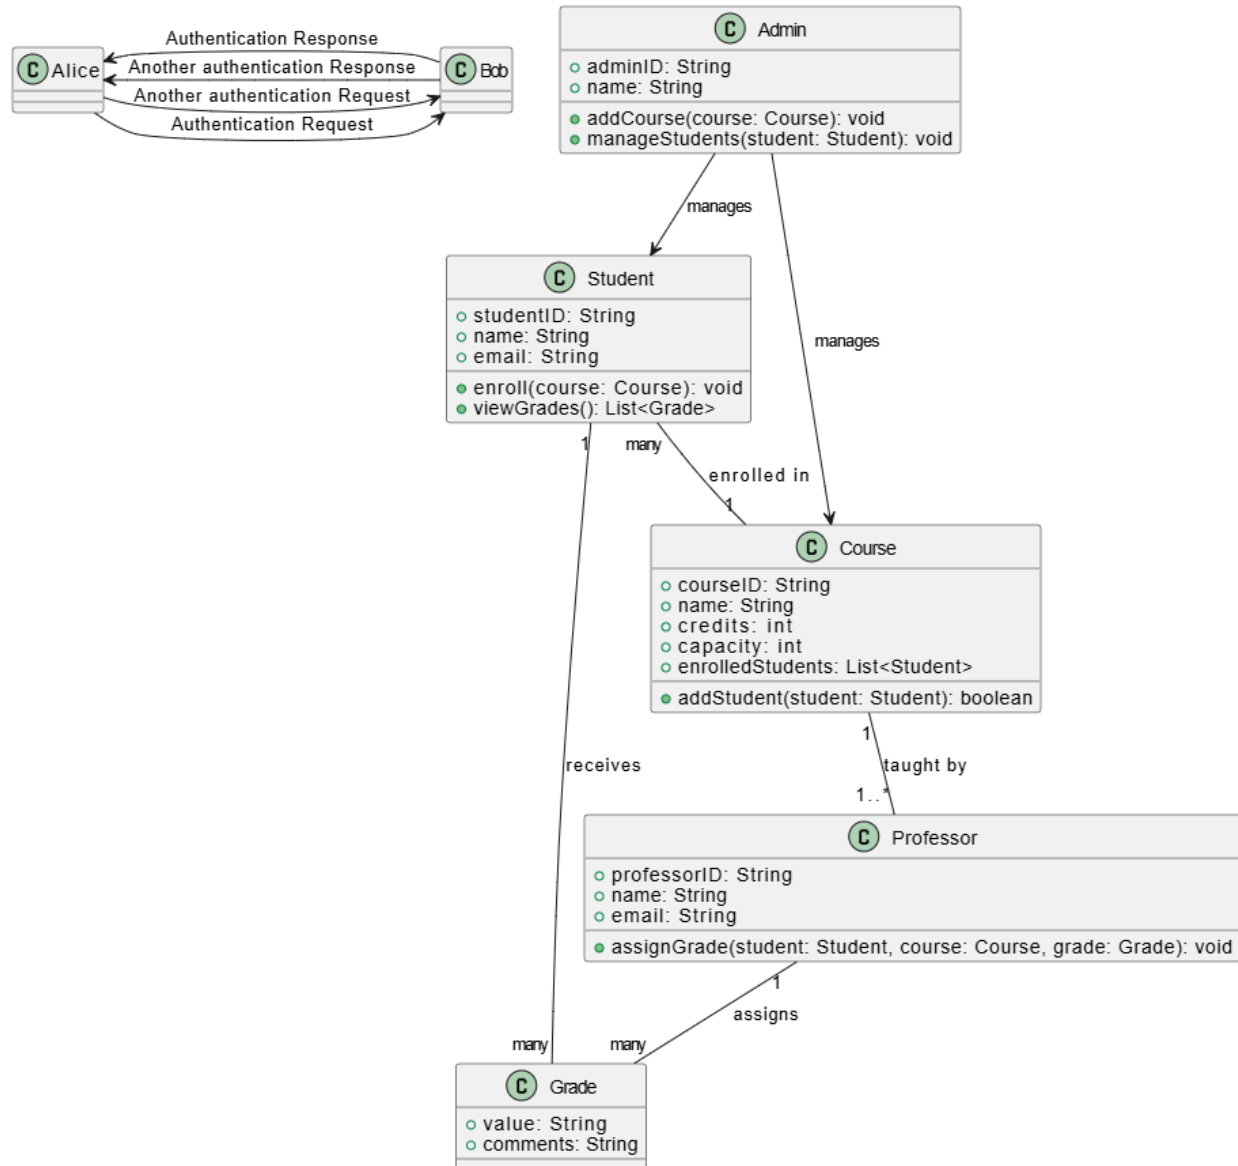 Authentication Response
C Alice
Another authentication Response
C Bob
Another authentication Request
Authentication Request
C Admin
adminID: String
name: String
addCourse(course: Course): void
manageStudents(student: Student): void
manages
C Student
studentID: String
name: String
email: String
enroll(course: Course): void
viewGrades(): List<Grade>
manages
1
many
enrolled in
1
C Course
courseID: String
name: String
credits: int
capacity: int
enrolledStudents: List<Student>
addStudent(student: Student): boolean
1
receives
taught by
1..*
C Professor
professorID: String
name: String
email: String
assignGrade(student: Student, course: Course, grade: Grade): void
1
assigns
many
many
C Grade
value: String
comments: String